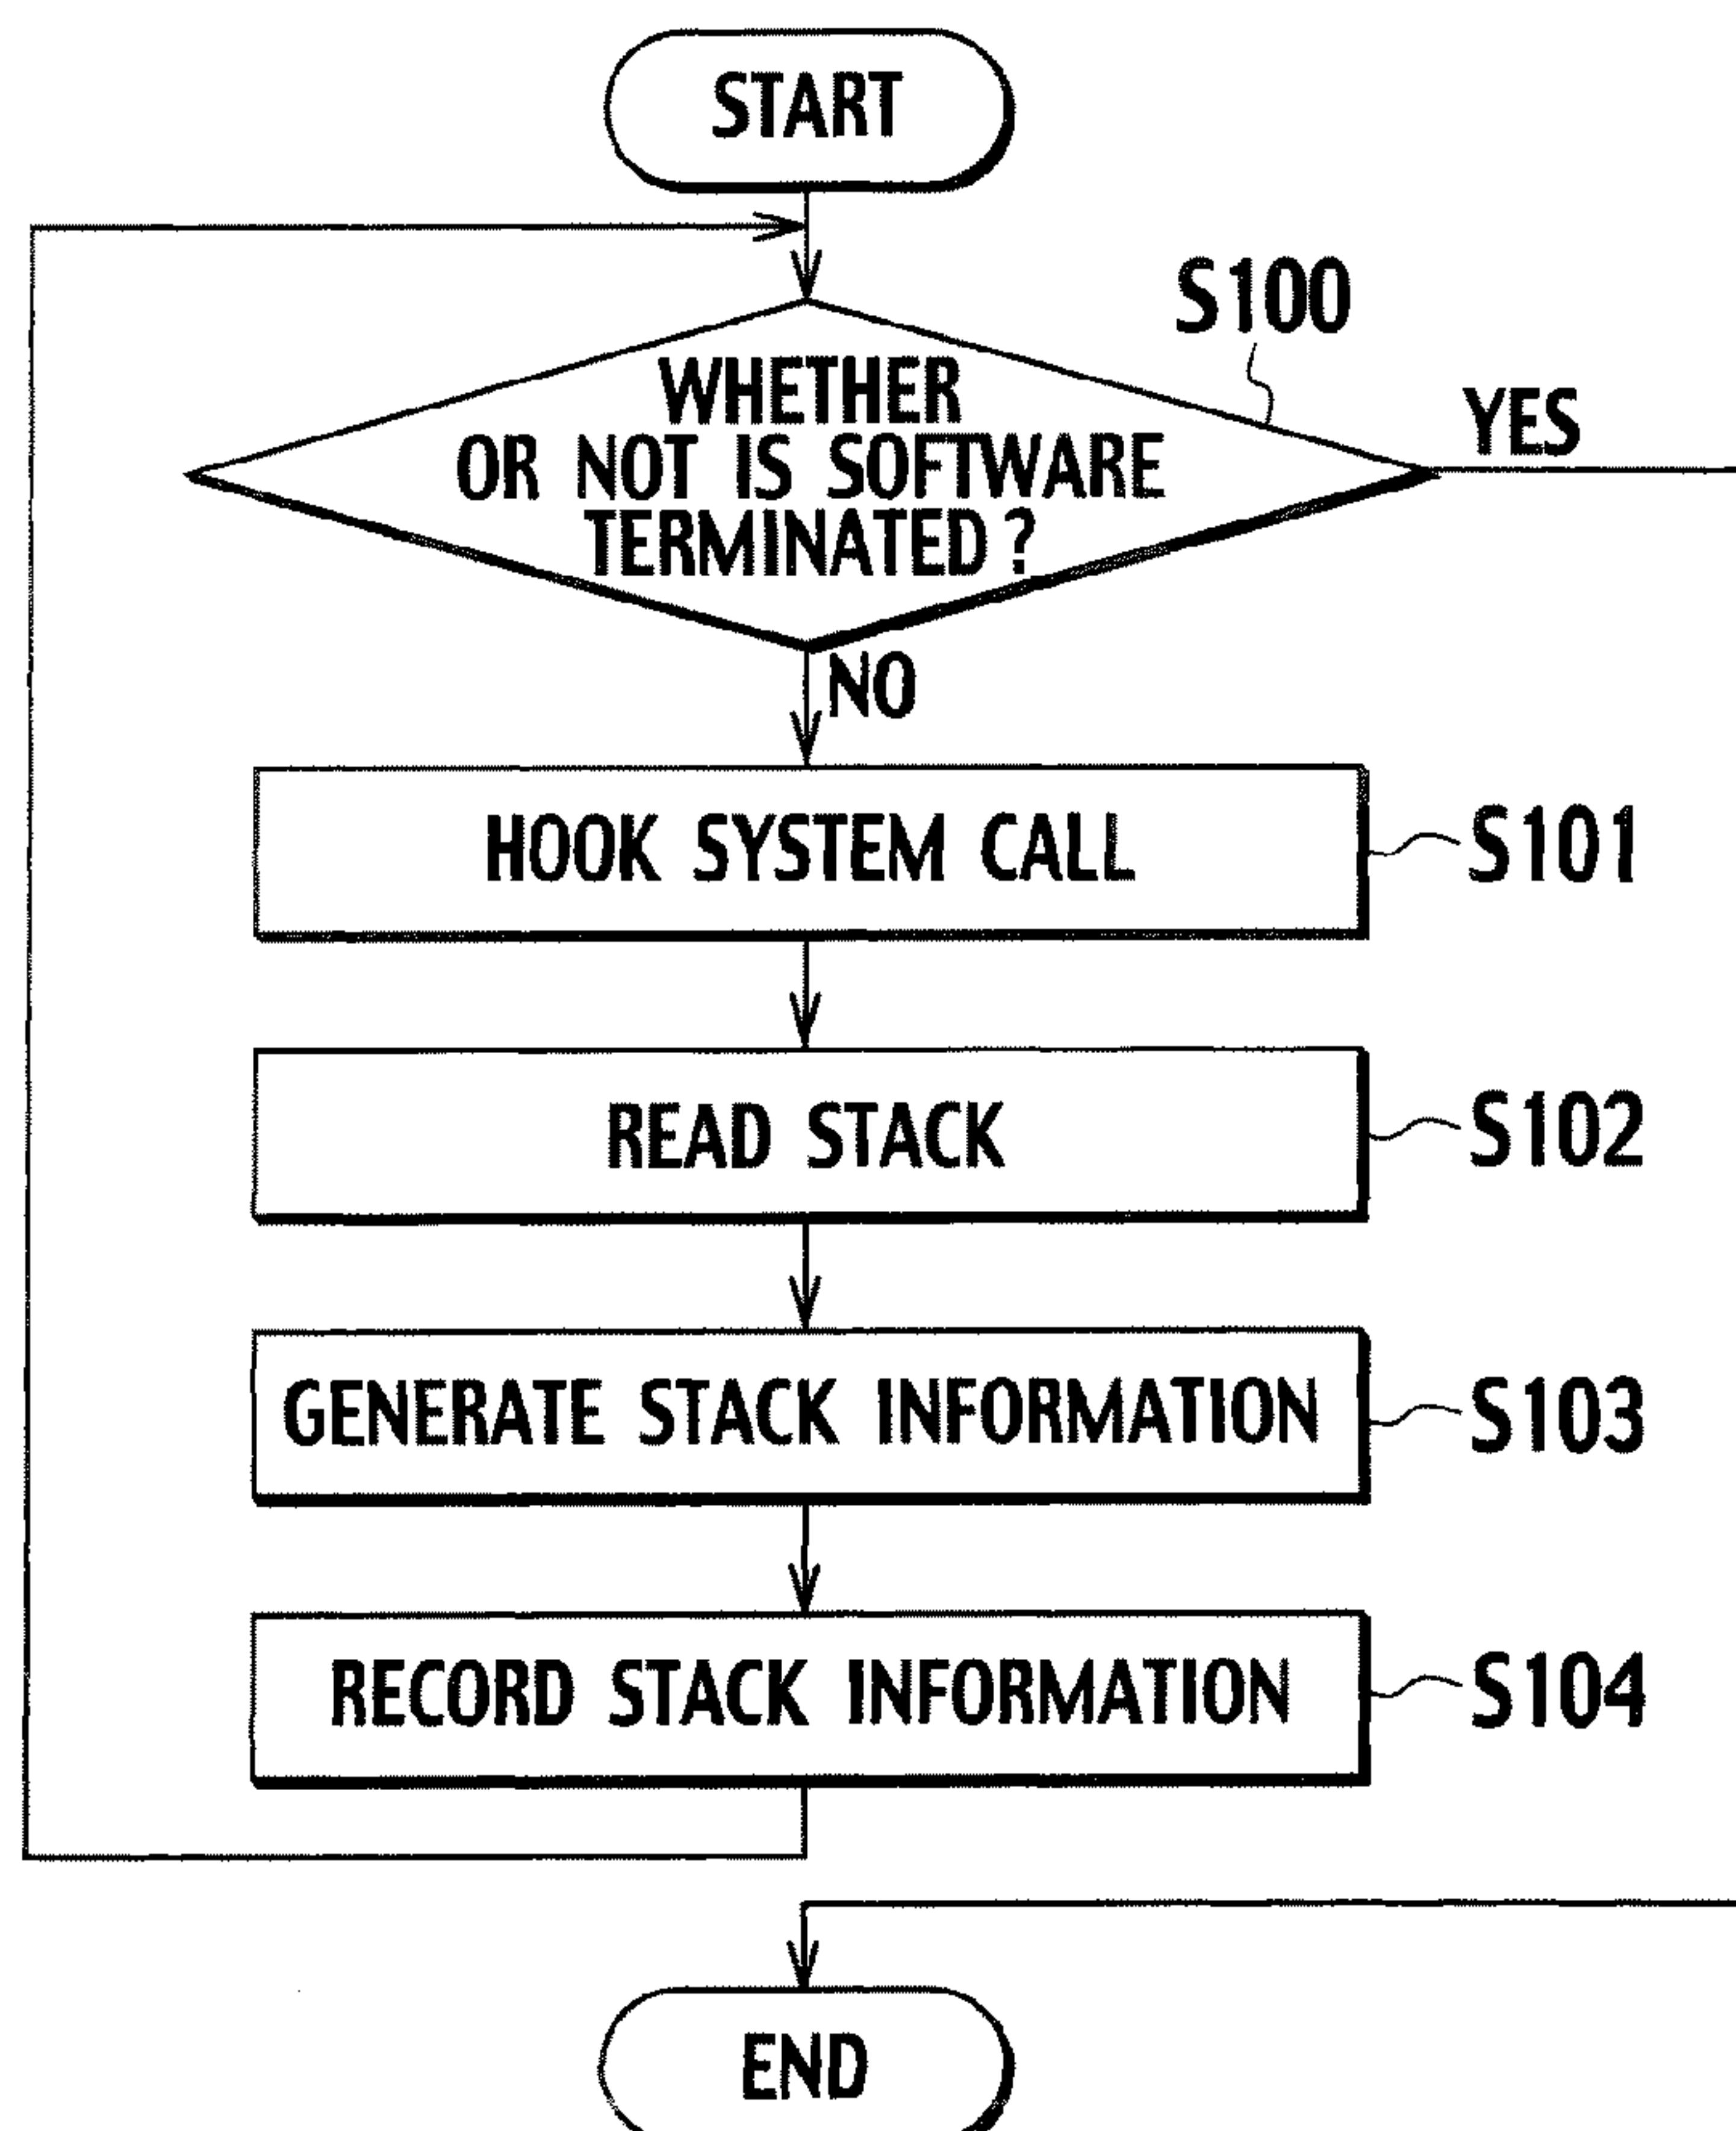 START
S100
WHETHER
OR NOT IS SOFTWARE
TERMINATED?
YES
NO
HOOK SYSTEM CALL
S101
READ STACK
S102
GENERATE STACK INFORMATION
S103
RECORD STACK INFORMATION
S104
END